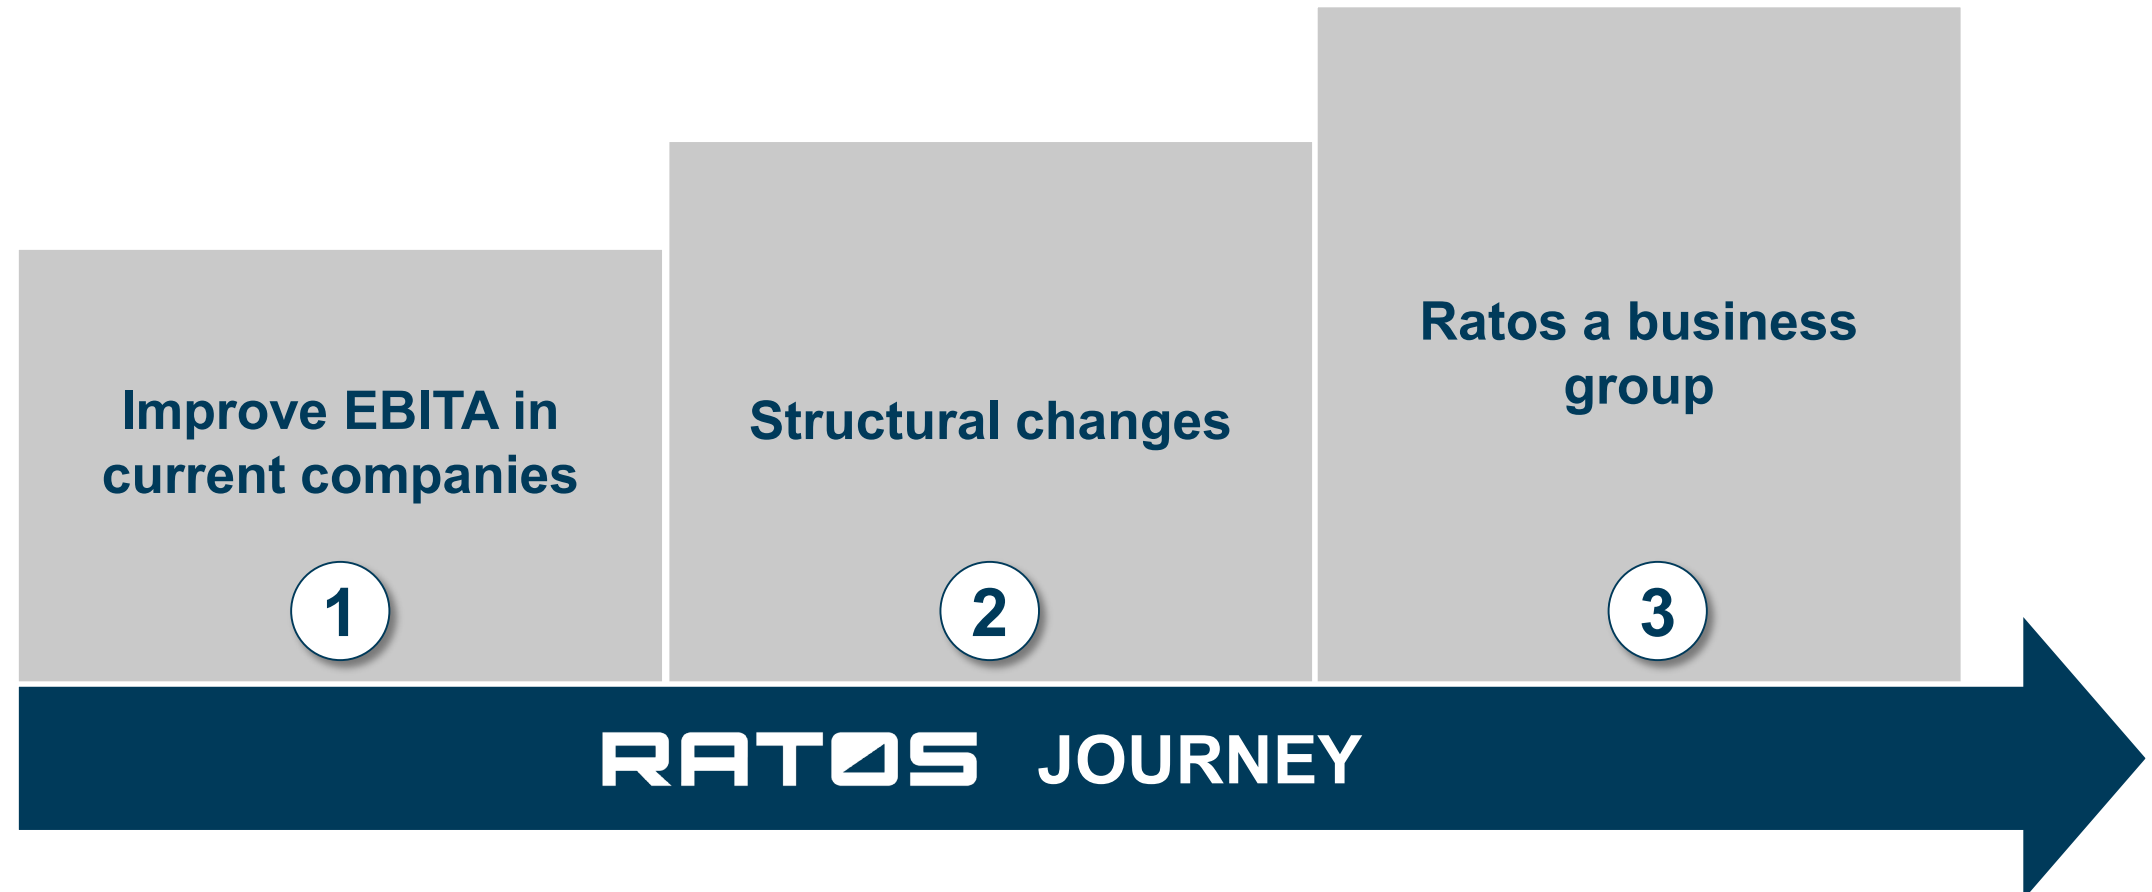 Improve EBITA in
current companies
1
Structural changes
2
Ratos a business
group
3
RATOS JOURNEY